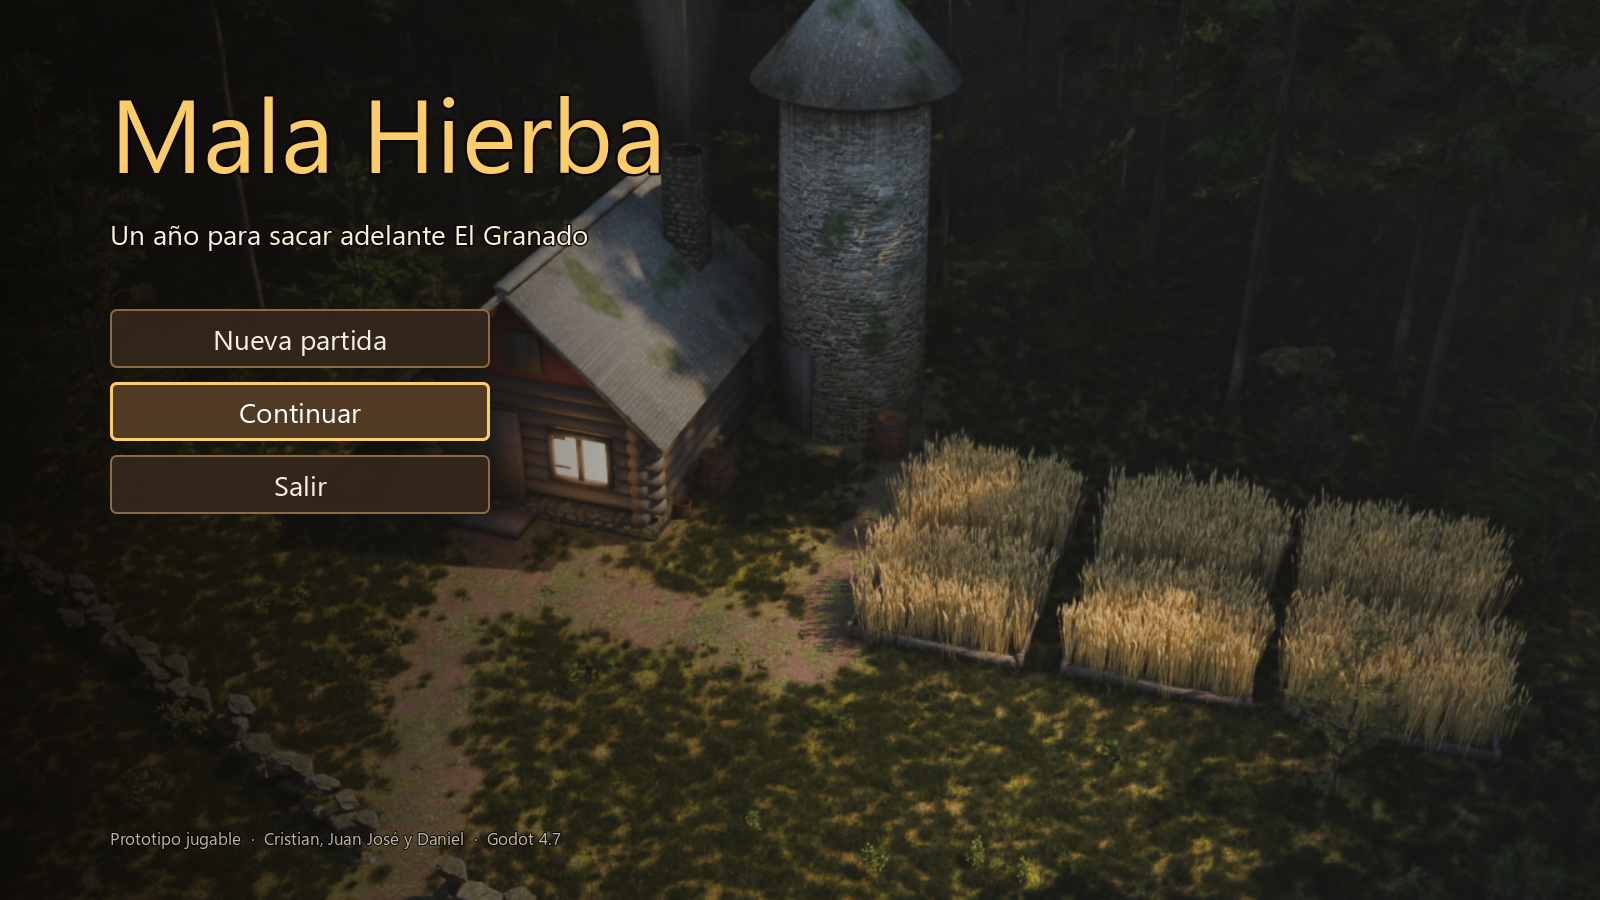 Mala Hierba
Un año para sacar adelante El Granado
Nueva partida
Continuar
Salir
Prototipo jugable · Cristian, Juan José y Daniel · Godot 4.7